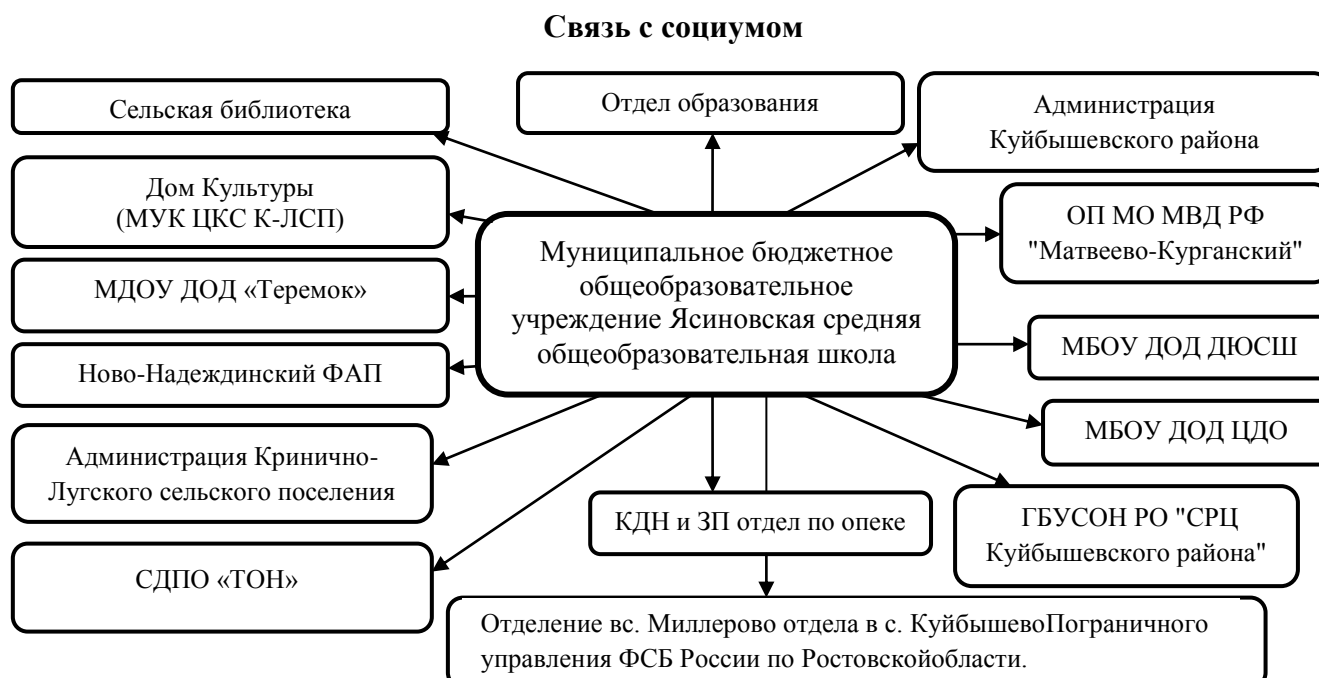 Связь с социумом
Сельская библиотека
Отдел образования
Администрация
Куйбышевского района
Дом Культуры
(МУК ЦКС К-ЛСП)
ОП МО МВД РФ
"Матвеево-Курганский"
Муниципальное бюджетное
общеобразовательное
учреждение Ясиновская средняя
общеобразовательная школа
МДОУ ДОД «Теремок»
МБОУ ДОД ДЮСШ
Ново-Надеждинский ФАП
МБОУ ДОД ЦДО
Администрация Кринично-
Лугского сельского поселения
КДН и ЗП отдел по опеке
ГБУСОН РО "СРЦ
Куйбышевского района"
СДПО «ТОН»
Отделение вс. Миллерово отдела в с. КуйбышевоПограничного
управления ФСБ России по Ростовскойобласти.